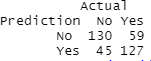 Actual
Prediction No Yes
No 130 59
Yes 45 127